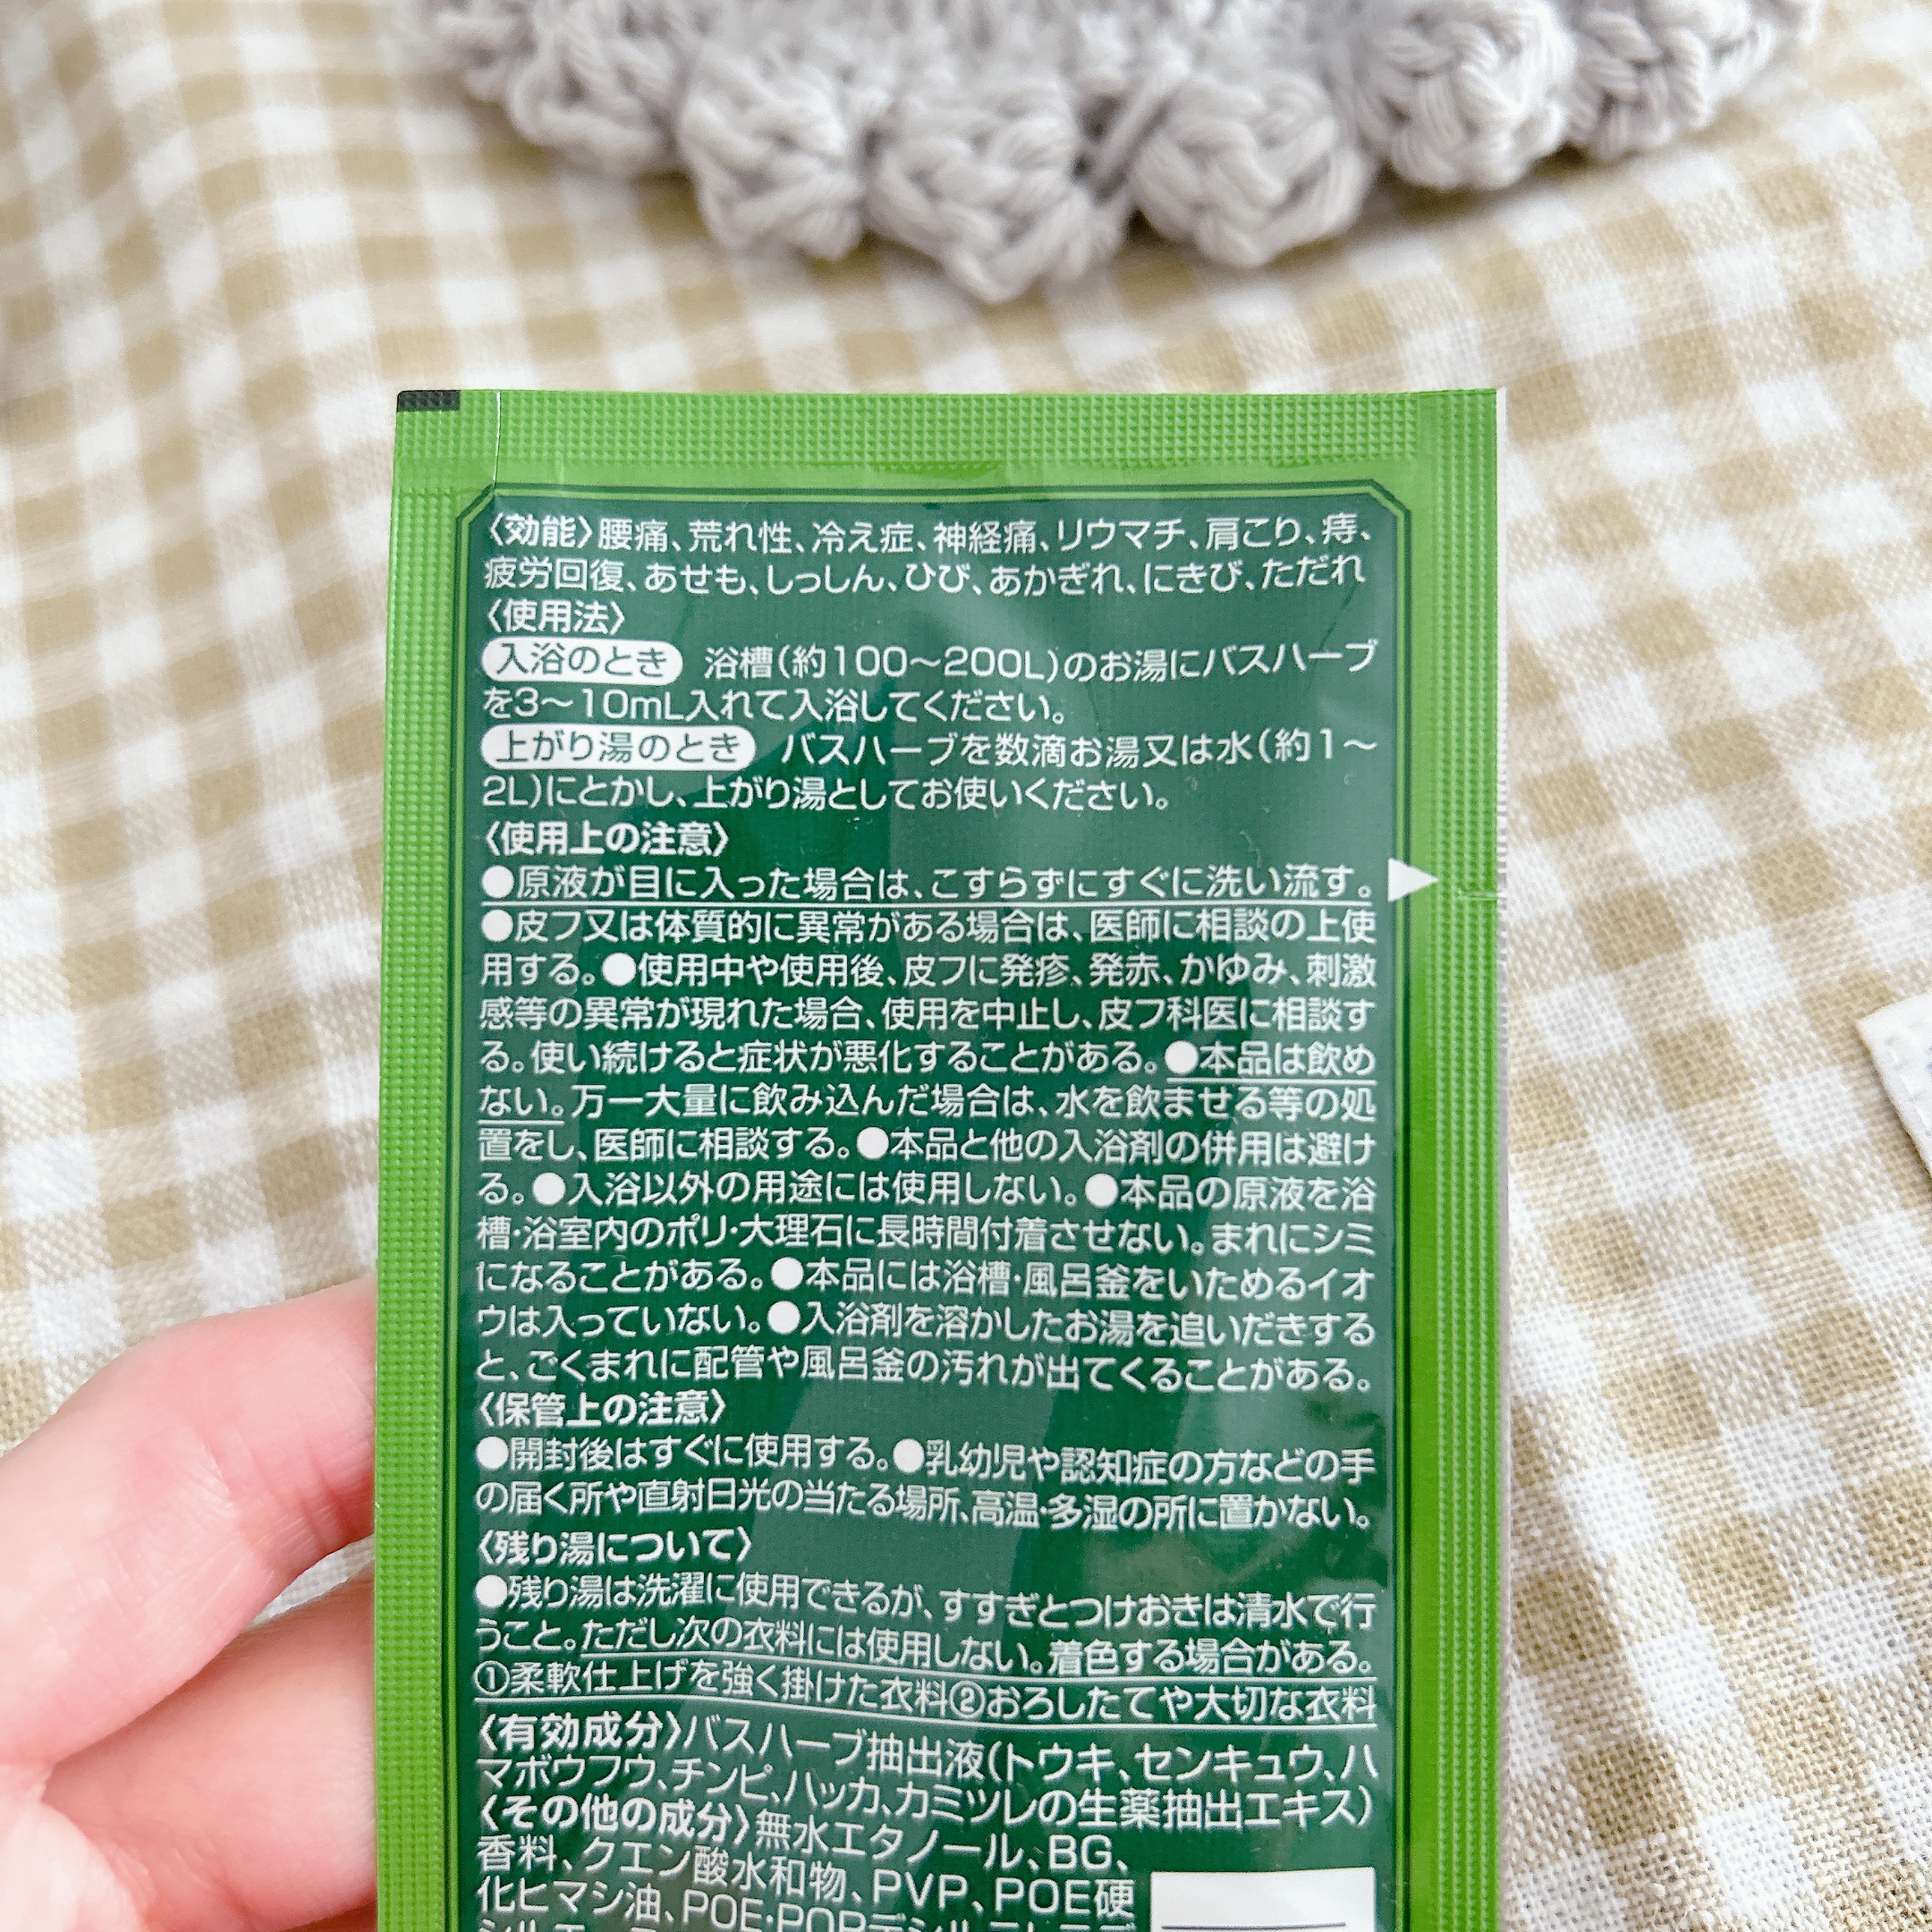 〈効能〉腰痛、荒れ性、冷え症、神経痛、リウマチ、肩こり、痔、
疲労回復、あせも、しっしん、ひび、あかぎれ、にきび、ただれ
〈使用法〉
入浴のとき 浴槽(約100〜200L)のお湯にバスハーブ
を3〜10mL入れて入浴してください。
上がり湯のとき バスハーブを数滴お湯又は水(約1〜
2L)にとかし、上がり湯としてお使いください。
〈使用上の注意〉
●原液が目に入った場合は、こすらずにすぐに洗い流す。
●皮フ又は体質的に異常がある場合は、医師に相談の上使
用する。●使用中や使用後、皮フに発疹、発赤、かゆみ、刺激
感等の異常が現れた場合、使用を中止し、皮フ科医に相談す
る。使い続けると症状が悪化することがある。●本品は飲め
ない。万一大量に飲み込んだ場合は、水を飲ませる等の処
置をし、医師に相談する。●本品と他の入浴剤の併用は避け
る。●入浴以外の用途には使用しない。●本品の原液を浴
槽・浴室内のポリ・大理石に長時間付着させない。まれにシミ
になることがある。●本品には浴槽・風呂釜をいためるイオ
ウは入っていない。●入浴剤を溶かしたお湯を追いだきする
と、ごくまれに配管や風呂釜の汚れが出てくることがある。
〈保管上の注意〉
●開封後はすぐに使用する。●乳幼児や認知症の方などの手
の届く所や直射日光の当たる場所、高温・多湿の所に置かない。
〈残り湯について〉
●残り湯は洗濯に使用できるが、すすぎとつけおきは清水で行
うこと。ただし次の衣料には使用しない。着色する場合がある。
①柔軟仕上げを強く掛けた衣料②おろしたてや大切な衣料
〈有効成分〉バスハーブ抽出液(トウキ、センキュウ、ハ
マボウフウ、チンピ、ハッカ、カミツレの生薬抽出エキス)
〈その他の成分〉無水エタノール、BG、
香料、クエン酸水和物、PVP、POE硬
化ヒマシ油、POE・POPデシルテトラデ